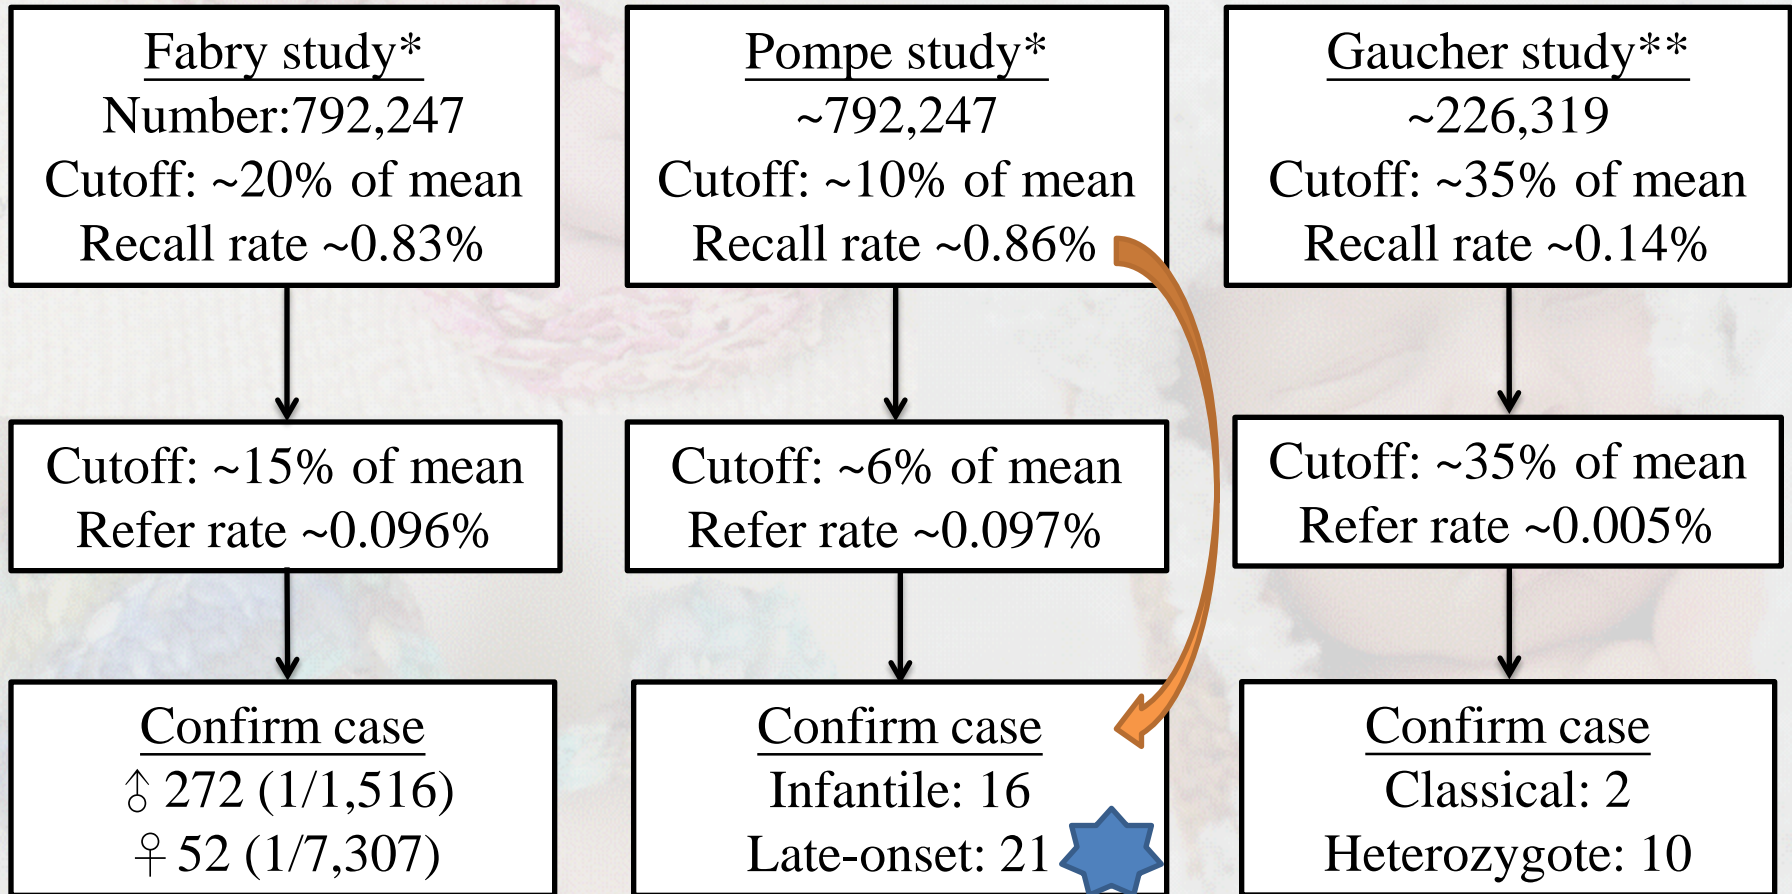 Fabry study*
Number:792,247
Cutoff: ~20% of mean
Recall rate ~0.83%
Pompe study*
~792,247
Cutoff: ~10% of mean
Recall rate ~0.86%
Gaucher study**
~226,319
Cutoff: ~35% of mean
Recall rate ~0.14%
Cutoff: ~15% of mean
Refer rate ~0.096%
Cutoff: ~6% of mean
Refer rate ~0.097%
Cutoff: ~35% of mean
Refer rate ~0.005%
Confirm case
♂ 272 (1/1,516)
♀ 52 (1/7,307)
Confirm case
Infantile: 16
Late-onset: 21
Confirm case
Classical: 2
Heterozygote: 10